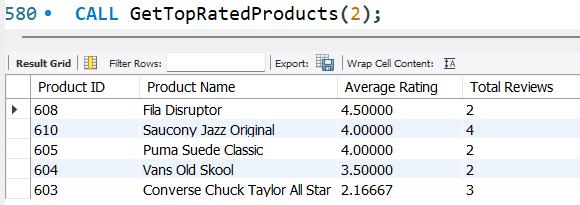 580 • CALL GetTopRatedProducts(2);
Result Grid Filter Rows: Export: Wrap Cell Content: IA
Product ID Product Name Average Rating Total Reviews
608 Fila Disruptor 4.50000 2
610 Saucony Jazz Original 4.00000 4
605 Puma Suede Classic 4.00000 2
604 Vans Old Skool 3.50000 2
603 Converse Chuck Taylor All Star 2.16667 3